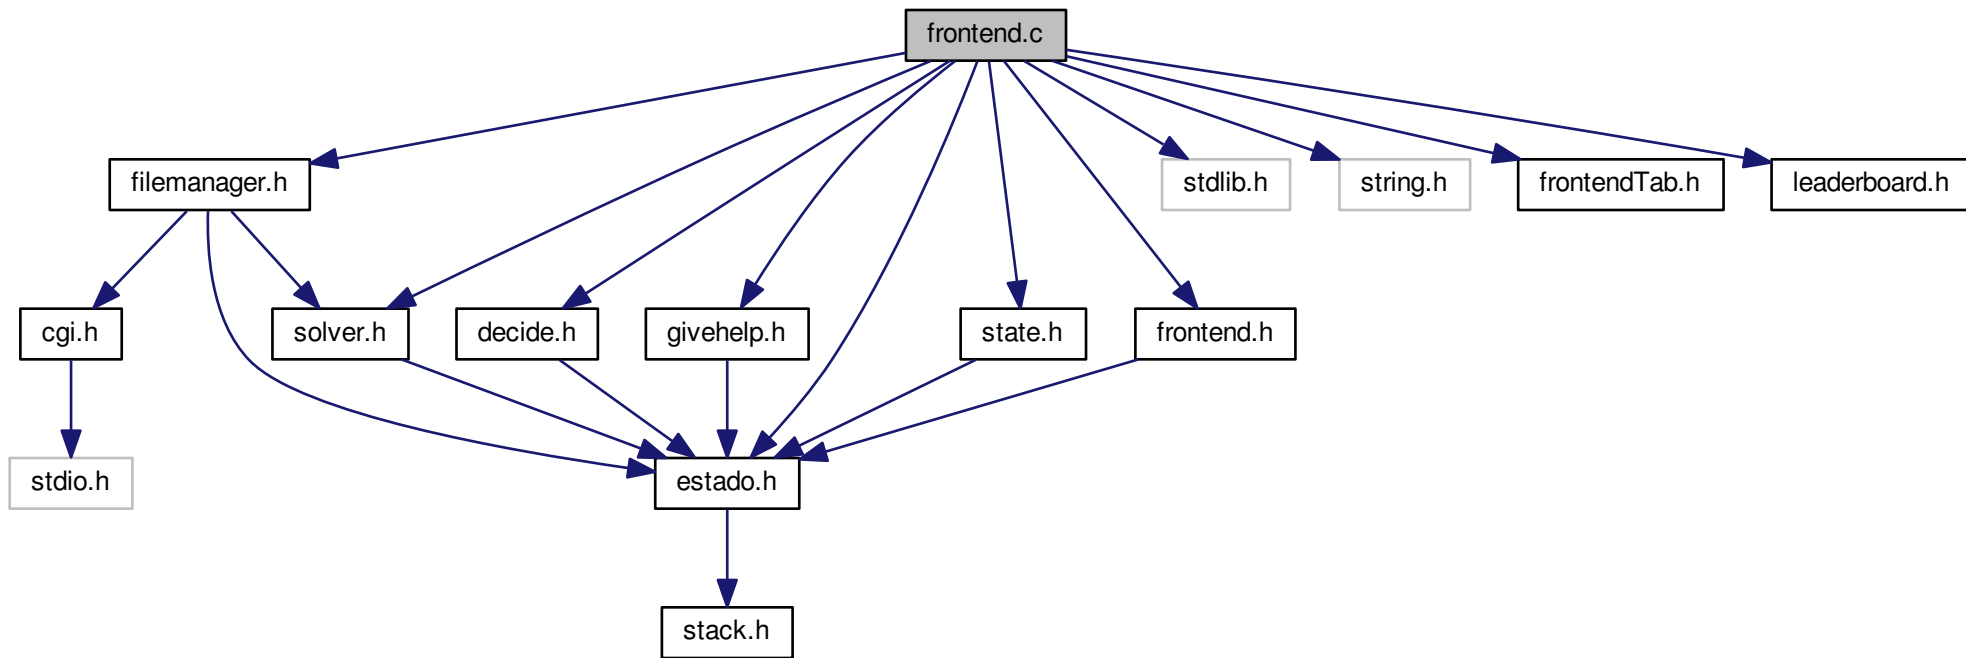 frontend.c
filemanager.h
stdlib.h
string.h
frontendTab.h
leaderboard.h
cgi.h
solver.h
decide.h
givehelp.h
state.h
frontend.h
stdio.h
estado.h
stack.h